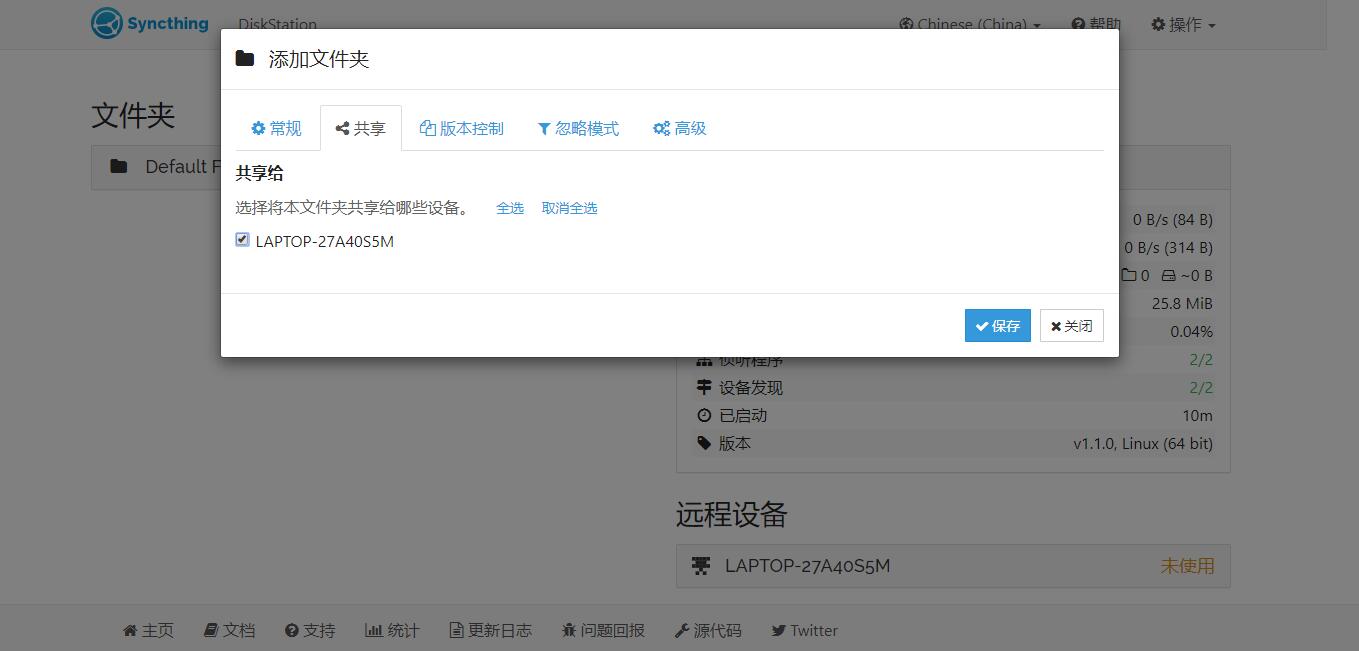 Syncthing DiskStation Chinese (China) 帮助 操作
添加文件夹
文件夹
常规 共享 版本控制 忽略模式 高级
Default F
共享给
选择将本文件夹共享给哪些设备。 全选 取消全选
0 B/s (84 B)
LAPTOP-27A40S5M
0 B/s (314 B)
0 ~0 B
25.8 MiB
保存 关闭
0.04%
侦听程序 2/2
设备发现 2/2
已启动 10m
版本 v1.1.0, Linux (64 bit)
远程设备
LAPTOP-27A40S5M 未使用
主页 文档 支持 统计 更新日志 问题回报 源代码 Twitter